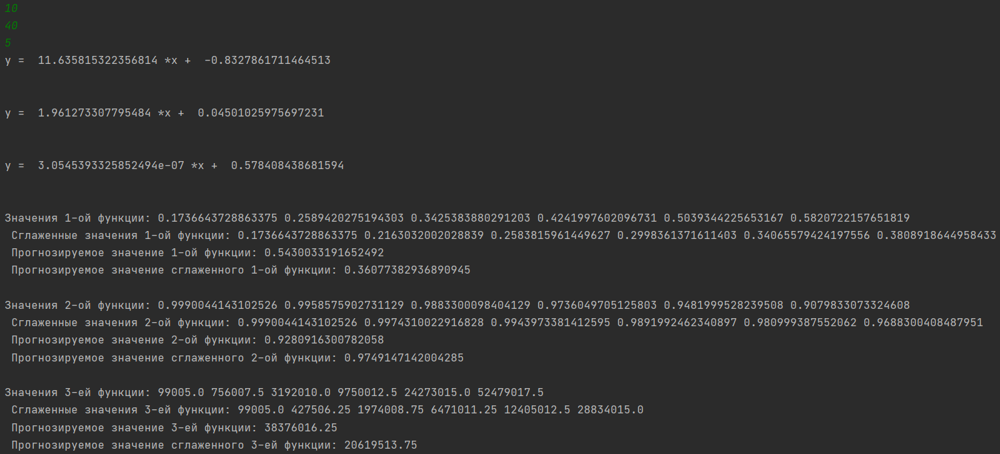 10
40
5
y =  11.635815322356814 *x +  -0.8327861711464513
y =  1.961273307795484 *x +  0.04501025975697231
y =  3.0545393325852494e-07 *x +  0.578408438681594
Значения 1-ой функции: 0.1736643728863375 0.2589420275194303 0.3425383880291203 0.4241997602096731 0.5039344225653167 0.5820722157651819
Сглаженные значения 1-ой функции: 0.1736643728863375 0.2163032002028839 0.2583815961449627 0.2998361371611403 0.34065579424197556 0.3808918644958433
Прогнозируемое значение 1-ой функции: 0.5430033191652492
Прогнозируемое значение сглаженного 1-ой функции: 0.36077382936890945
Значения 2-ой функции: 0.9990044143102526 0.9958575902731129 0.9883300098404129 0.9736049705125803 0.9481999528239508 0.9079833073324608
Сглаженные значения 2-ой функции: 0.9990044143102526 0.9974310022916828 0.9943973381412595 0.9891992462340897 0.980999387552062 0.9688300408487951
Прогнозируемое значение 2-ой функции: 0.9280916300782058
Прогнозируемое значение сглаженного 2-ой функции: 0.9749147142004285
Значения 3-ей функции: 99005.0 756007.5 3192010.0 9750012.5 24273015.0 52479017.5
Сглаженные значения 3-ей функции: 99005.0 427506.25 1974008.75 6471011.25 12405012.5 28834015.0
Прогнозируемое значение 3-ей функции: 38376016.25
Прогнозируемое значение сглаженного 3-ей функции: 20619513.75